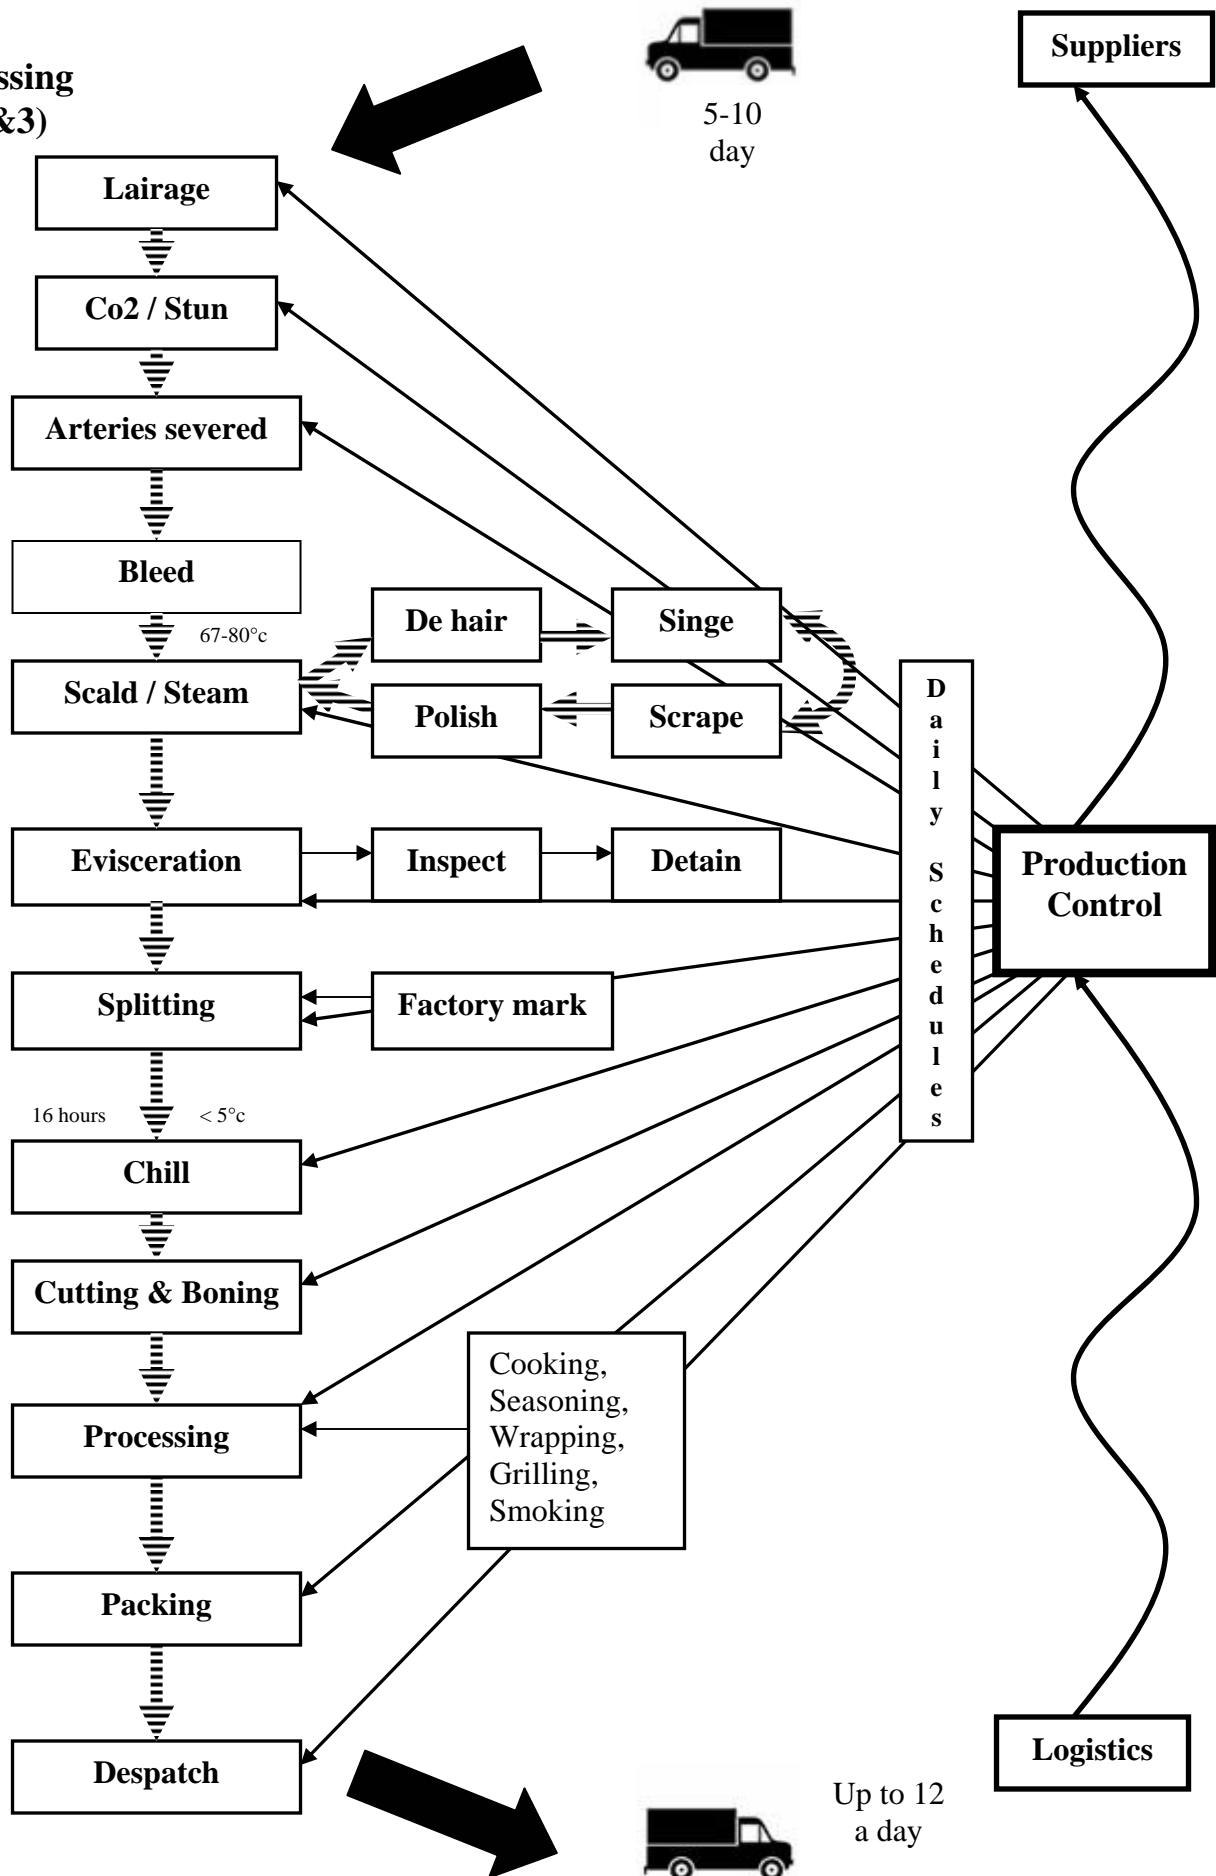 5-10
day
Suppliers
ssing
&3)
Lairage
Co2 / Stun
Arteries severed
Bleed
67-80°c
De hair
Singe
Scald / Steam
Polish
Scrape
Daily Schedules
Evisceration
Inspect
Detain
Production
Control
Splitting
Factory mark
16 hours
< 5°c
Chill
Cutting & Boning
Cooking,
Seasoning,
Wrapping,
Grilling,
Smoking
Processing
Packing
Despatch
Logistics
Up to 12
a day